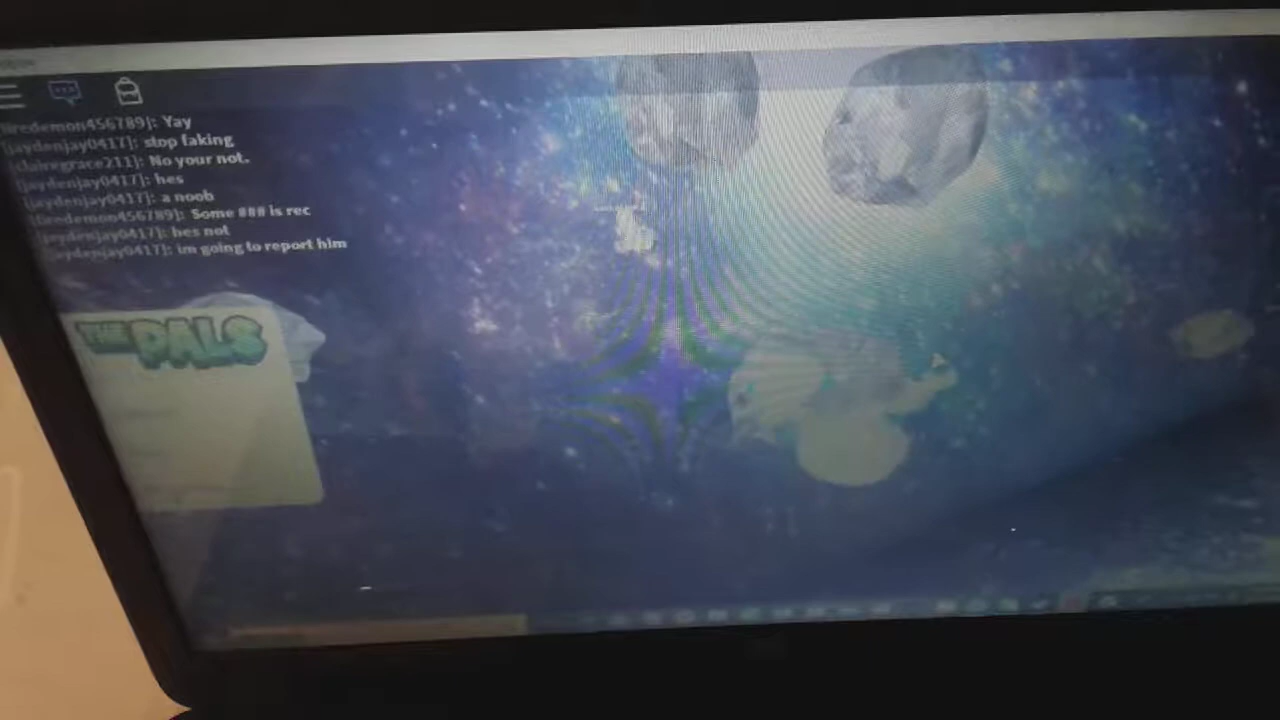 [firedemon456789]: Yay
[jaydenjay0417]: stop faking
[clairegrace211]: No your not.
[jaydenjay0417]: hes
[jaydenjay0417]: a noob
[firedemon456789]: Some ### is rec
[jaydenjay0417]: hes not
[jaydenjay0417]: im going to report him
THE PALS